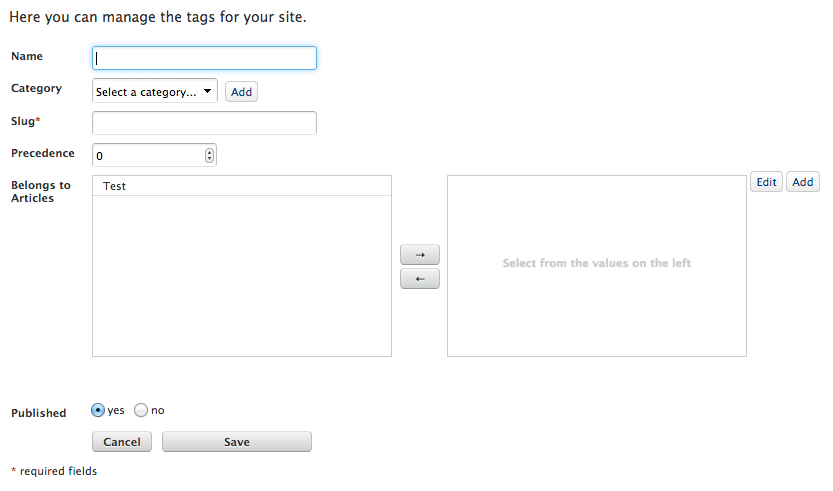 Here you can manage the tags for your site.
Name
Category Select a category... Add
Slug*
Precedence 0
Belongs to
Articles
Test
Edit Add
→
Select from the values on the left
←
Published yes no
Cancel Save
* required fields